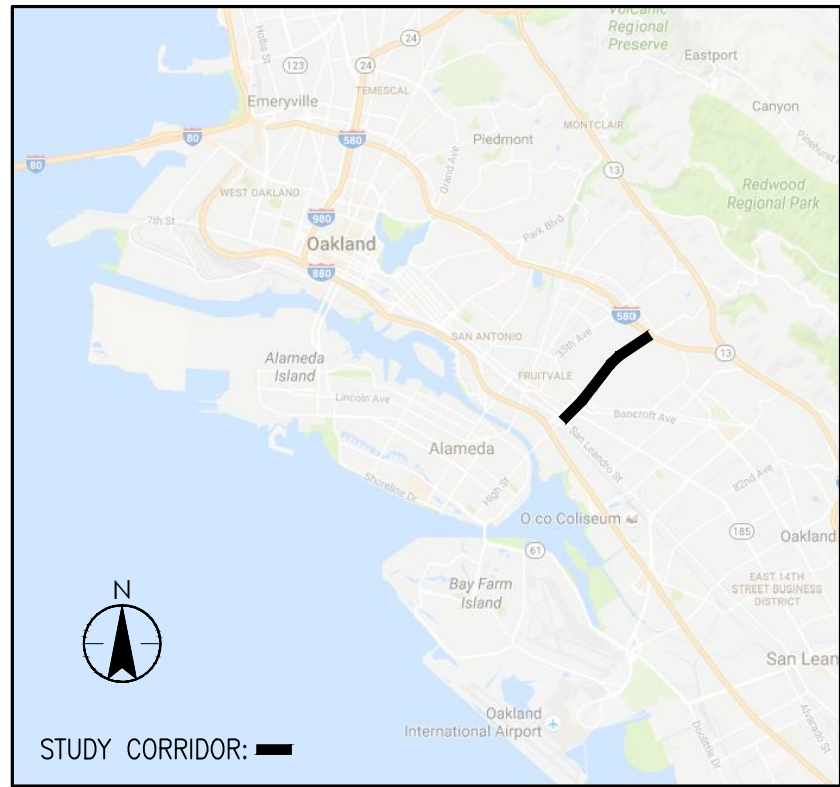 Volcanic
Regional
Preserve
Hollis St
24
Eastport
123
24
TEMESCAL
Emeryville
Canyon
MONTCLAIR
80
580
Piedmont
80
Grand Ave
13
Redwood
Regional Park
WEST OAKLAND
7th St
980
Park Blvd
Oakland
880
580
SAN ANTONIO
35th Ave
13
Alameda
Island
FRUITVALE
Lincoln Ave
Bancroft Ave
Alameda
San Leandro St
82nd Ave
Shoreline Dr
High St
O.co Coliseum
185
Oakland
61
Bay Farm
Island
EAST 14TH
STREET BUSINESS
DISTRICT
N
San Lean
Oakland
International Airport
Alvarado St
Doolittle Dr
STUDY CORRIDOR: